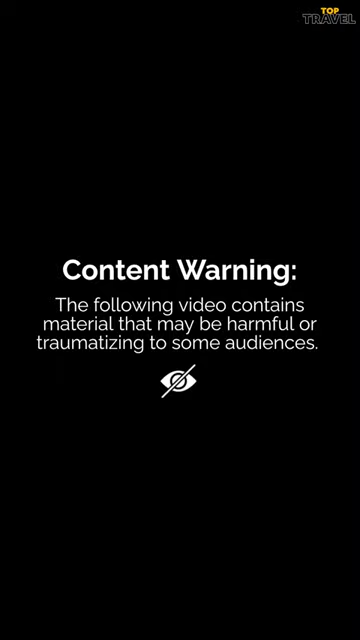 TOP
TRAVEL
Content Warning:
The following video contains
material that may be harmful or
traumatizing to some audiences.